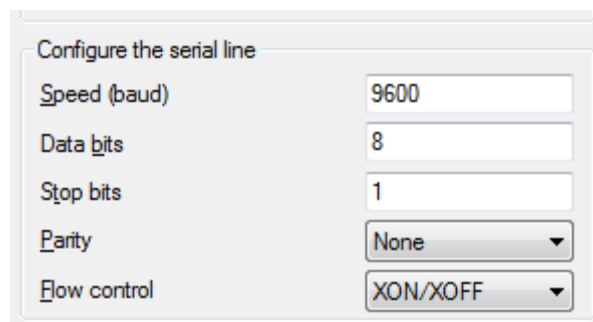 Configure the serial line
Speed (baud) 9600
Data bits 8
Stop bits 1
Parity None
Flow control XON/XOFF